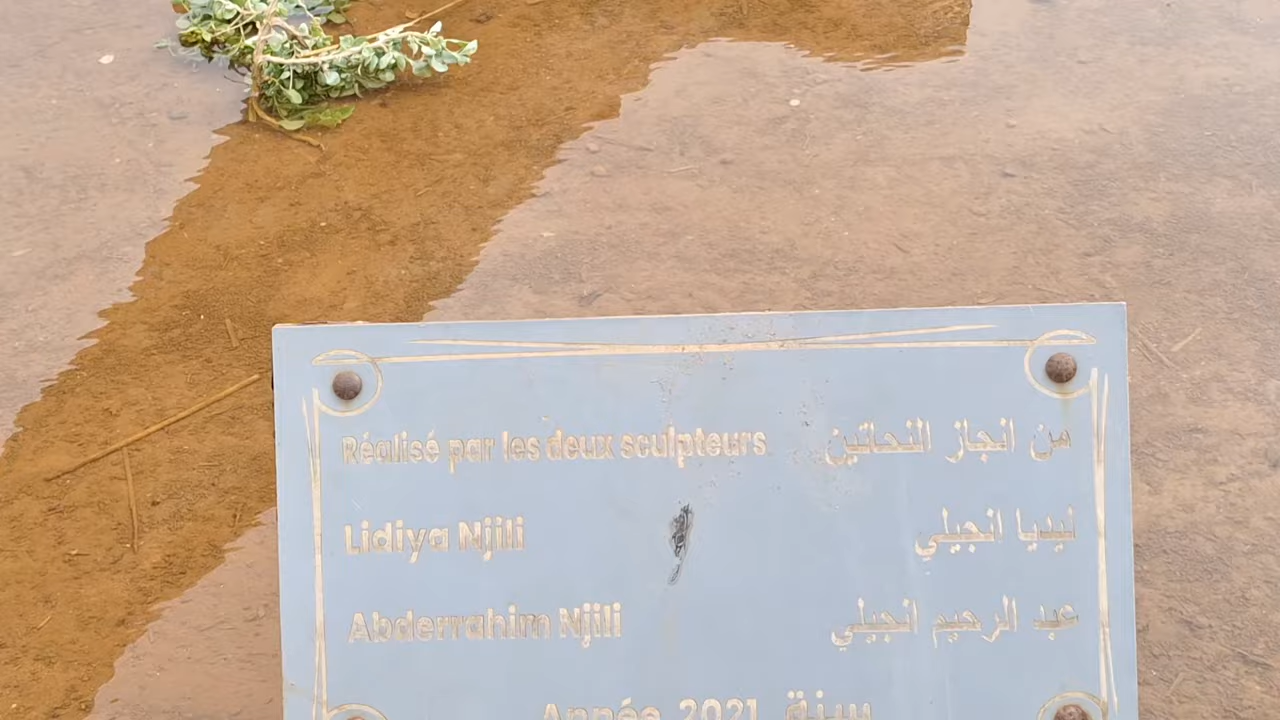 Réalisé par les deux sculpteurs من انجاز النحاتين
Lidiya Njili ليديا انجيلي
Abderrahim Njili عبد الرحيم انجيلي
Année 2021 سنة